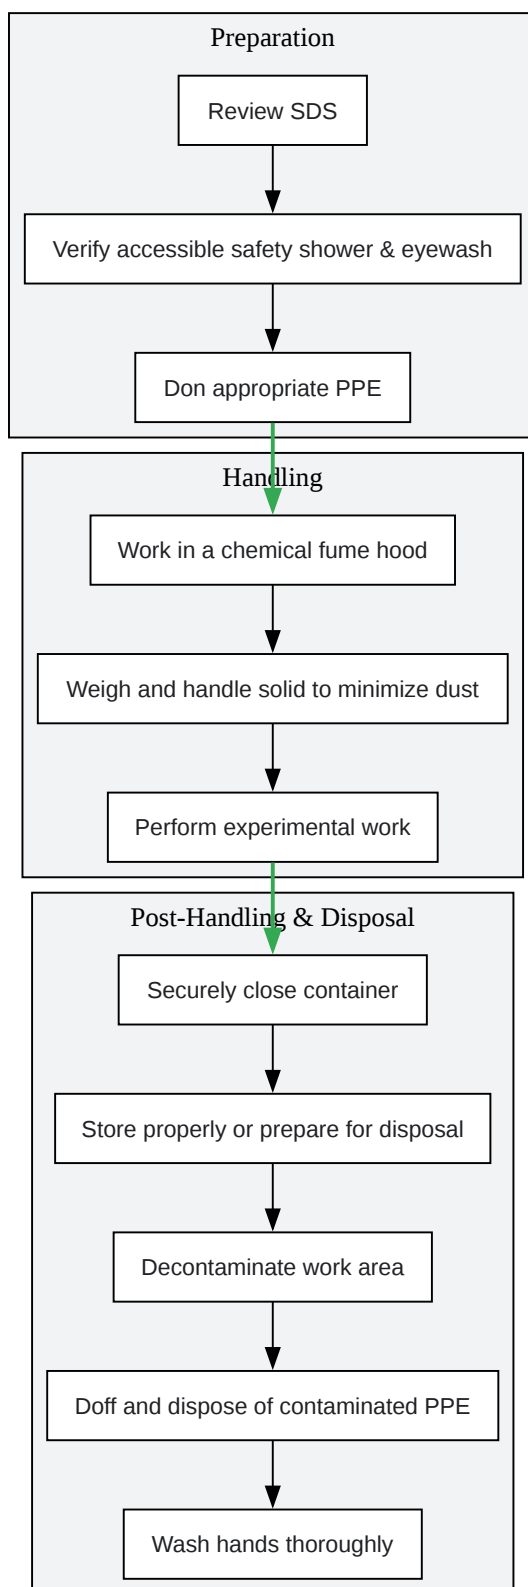 Preparation
Review SDS
Verify accessible safety shower & eyewash
Don appropriate PPE
Handling
Work in a chemical fume hood
Weigh and handle solid to minimize dust
Perform experimental work
Post-Handling & Disposal
Securely close container
Store properly or prepare for disposal
Decontaminate work area
Doff and dispose of contaminated PPE
Wash hands thoroughly